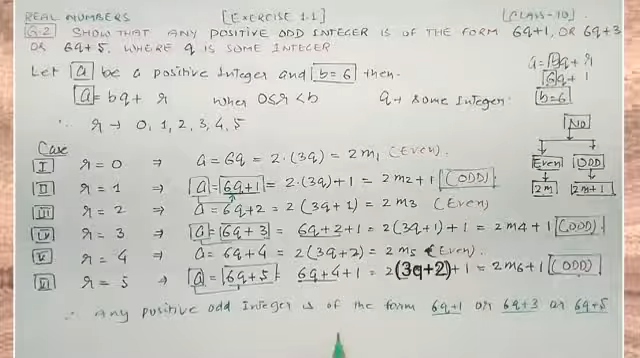 REAL NUMBERS [EXERCISE 1.1] [CLASS-10]
Q.2 SHOW THAT ANY POSITIVE ODD INTEGER IS OF THE FORM 6q+1, OR 6q+3
OR 6q+5. WHERE q IS SOME INTEGER
Let a be a positive Integer and b=6 then.
a = bq + r when 0≤r<b q→ some Integer.
a = bq + r
6q + 1
b=6
∴ r → 0, 1, 2, 3, 4, 5
NO
Even ODD
2m 2m+1
Case
I r = 0 ⇒ a = 6q = 2·(3q) = 2m1 (Even).
II r = 1 ⇒ a = 6q+1 = 2·(3q)+1 = 2m2+1 (ODD)
III r = 2 ⇒ a = 6q+2 = 2(3q+1) = 2m3 (Even)
IV r = 3 ⇒ a = 6q+3 = 6q+2+1 = 2(3q+1)+1 = 2m4+1 (ODD)
V r = 4 ⇒ a = 6q+4 = 2(3q+2) = 2m5 (Even).
VI r = 5 ⇒ a = 6q+5 = 6q+4+1 = 2(3q+2)+1 = 2m6+1 (ODD)
∴ Any positive odd Integer is of the form 6q+1 or 6q+3 or 6q+5